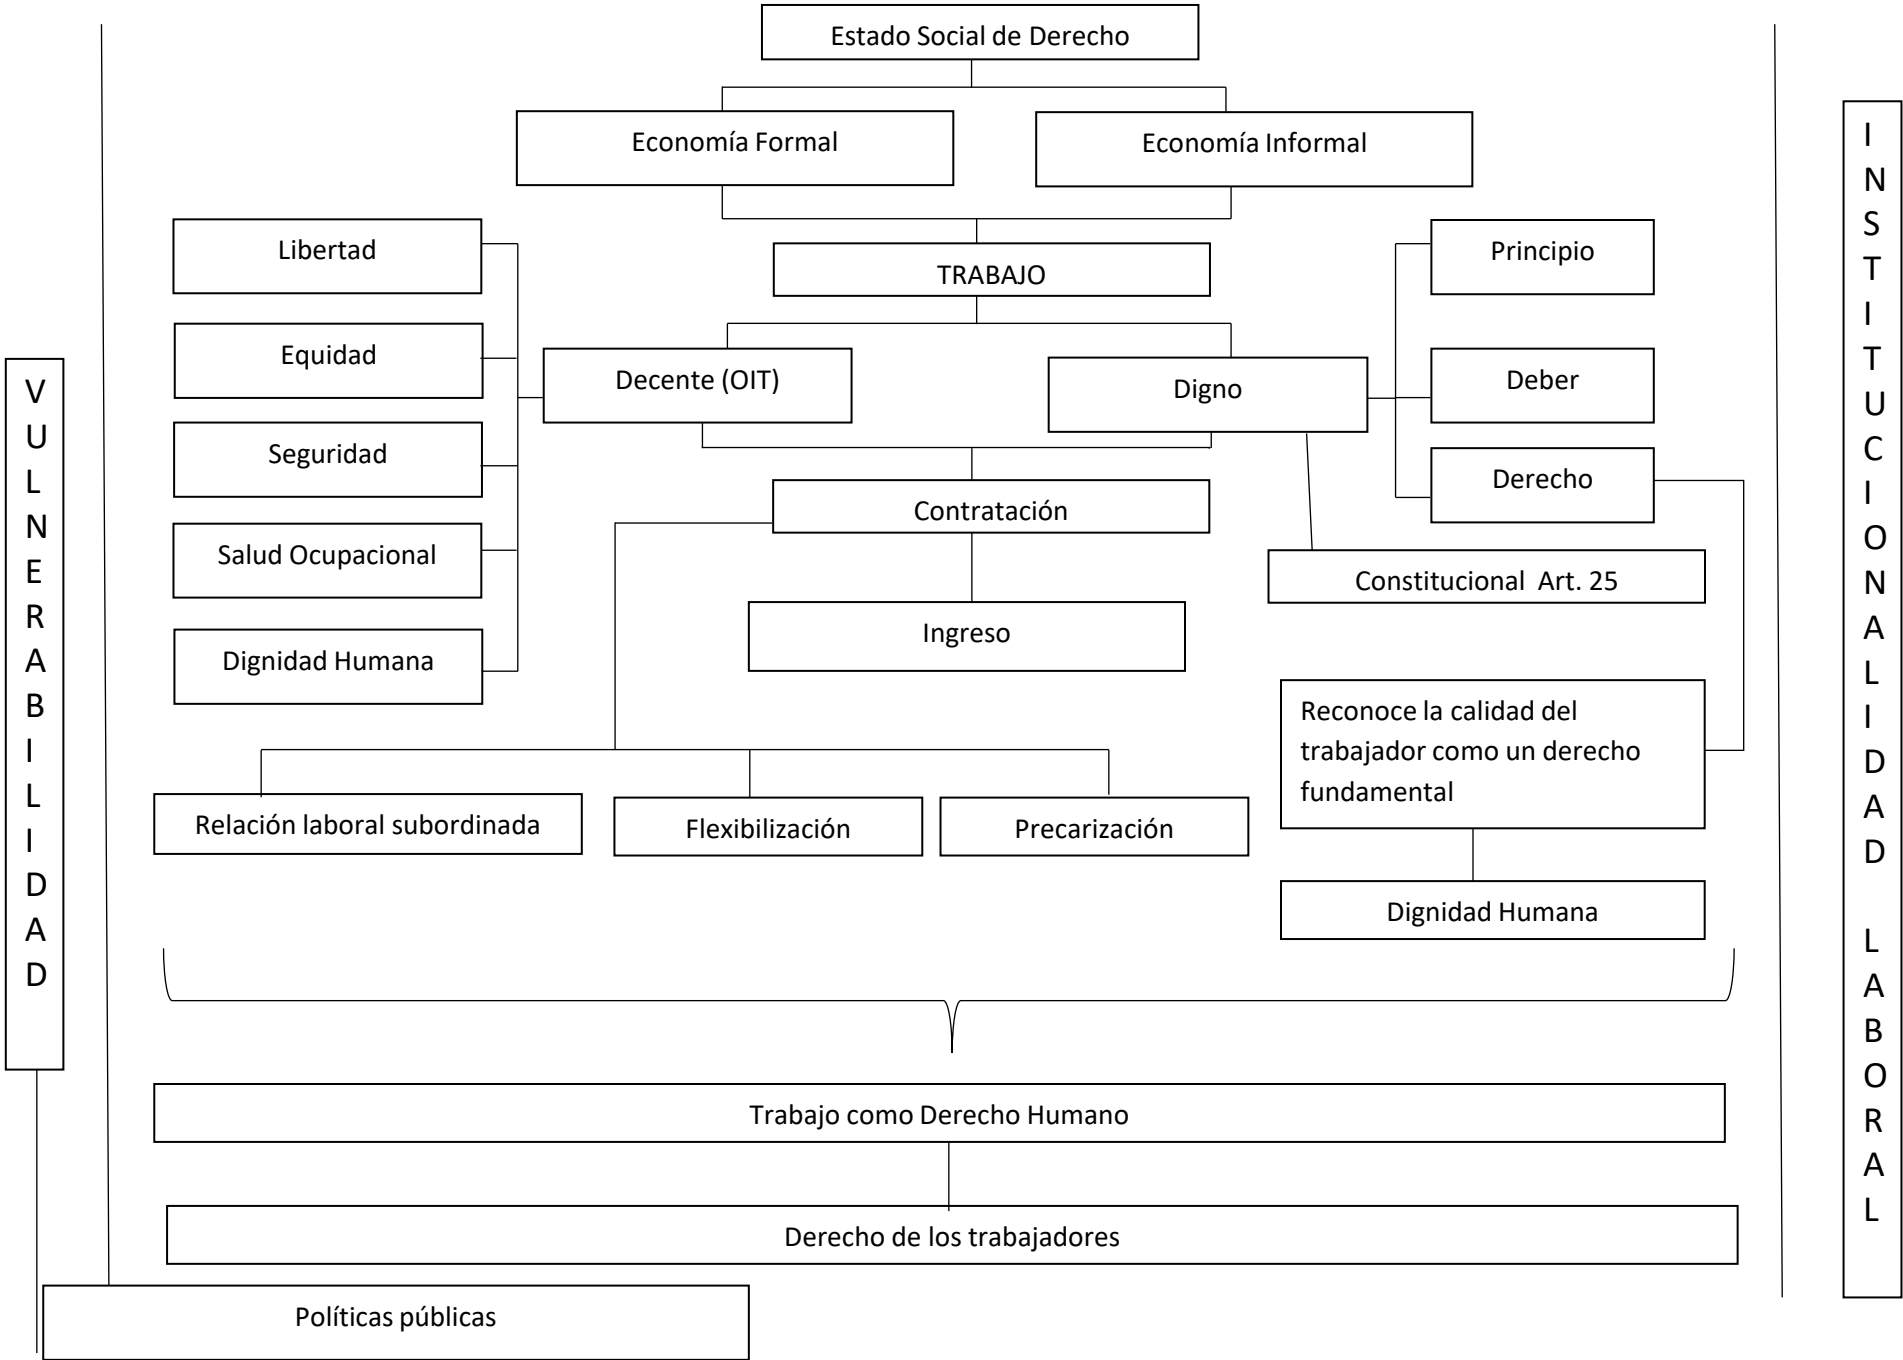 Estado Social de Derecho
Economía Formal
Economía Informal
TRABAJO
Libertad
Equidad
Seguridad
Salud Ocupacional
Dignidad Humana
Decente (OIT)
Digno
Principio
Deber
Derecho
Contratación
Constitucional Art. 25
Ingreso
Reconoce la calidad del
trabajador como un derecho
fundamental
Relación laboral subordinada
Flexibilización
Precarización
Dignidad Humana
Trabajo como Derecho Humano
Derecho de los trabajadores
Políticas públicas
VULNERABILIDAD
INSTITUCIONALIDAD LABORAL